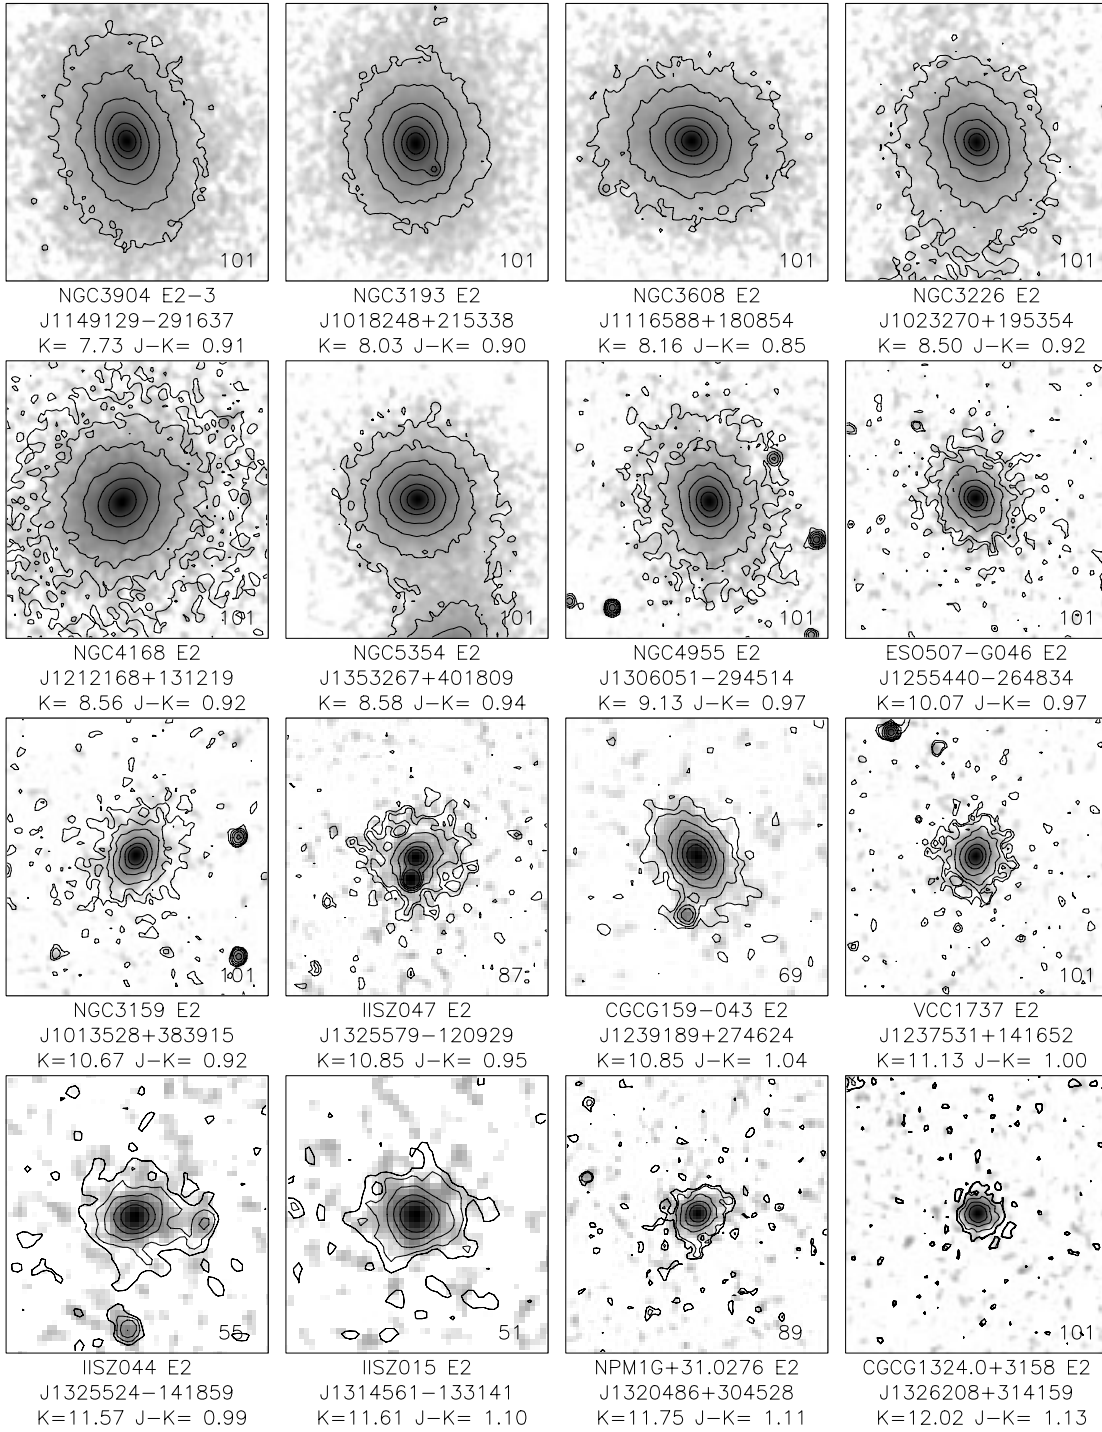 101
101
101
101
NGC3904 E2-3
J1149129-291637
K= 7.73 J-K= 0.91
NGC3193 E2
J1018248+215338
K= 8.03 J-K= 0.90
NGC3608 E2
J1116588+180854
K= 8.16 J-K= 0.85
NGC3226 E2
J1023270+195354
K= 8.50 J-K= 0.92
101
101
101
101
NGC4168 E2
J1212168+131219
K= 8.56 J-K= 0.92
NGC5354 E2
J1353267+401809
K= 8.58 J-K= 0.94
NGC4955 E2
J1306051-294514
K= 9.13 J-K= 0.97
ESO507-G046 E2
J1255440-264834
K=10.07 J-K= 0.97
101
87
69
101
NGC3159 E2
J1013528+383915
K=10.67 J-K= 0.92
IISZ047 E2
J1325579-120929
K=10.85 J-K= 0.95
CGCG159-043 E2
J1239189+274624
K=10.85 J-K= 1.04
VCC1737 E2
J1237531+141652
K=11.13 J-K= 1.00
55
51
89
101
IISZ044 E2
J1325524-141859
K=11.57 J-K= 0.99
IISZ015 E2
J1314561-133141
K=11.61 J-K= 1.10
NPM1G+31.0276 E2
J1320486+304528
K=11.75 J-K= 1.11
CGCG1324.0+3158 E2
J1326208+314159
K=12.02 J-K= 1.13